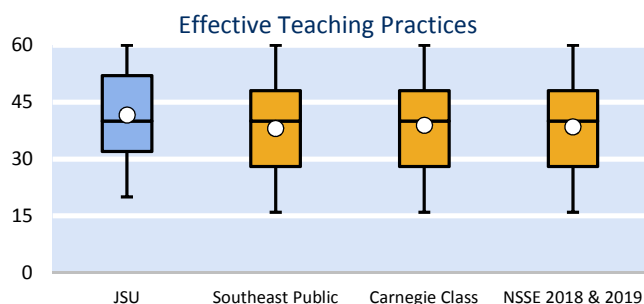 Effective Teaching Practices
60
45
30
15
0
JSU
Southeast Public
Carnegie Class
NSSE 2018 & 2019